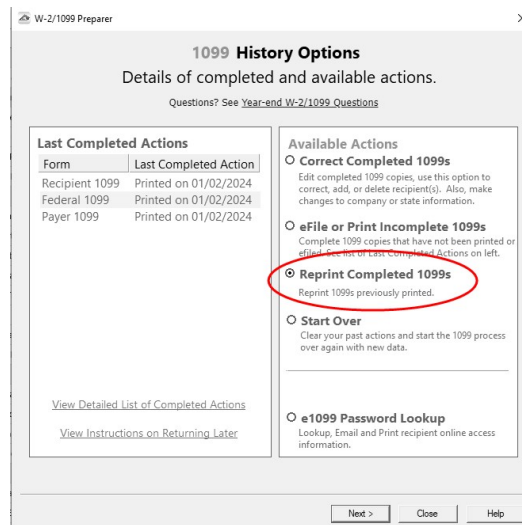 W-2/1099 Preparer
1099 History Options
Details of completed and available actions.
Questions? See Year-end W-2/1099 Questions
Last Completed Actions
Form Last Completed Action
Recipient 1099 Printed on 01/02/2024
Federal 1099 Printed on 01/02/2024
Payer 1099 Printed on 01/02/2024
View Detailed List of Completed Actions
View Instructions on Returning Later
Available Actions
Correct Completed 1099s
Edit completed 1099 copies, use this option to
correct, add, or delete recipient(s). Also, make
changes to company or state information.
eFile or Print Incomplete 1099s
Complete 1099 copies that have not been printed or
efiled. See list of Last Completed Actions on left.
Reprint Completed 1099s
Reprint 1099s previously printed.
Start Over
Clear your past actions and start the 1099 process
over again with new data.
e1099 Password Lookup
Lookup, Email and Print recipient online access
information.
Next > Close Help